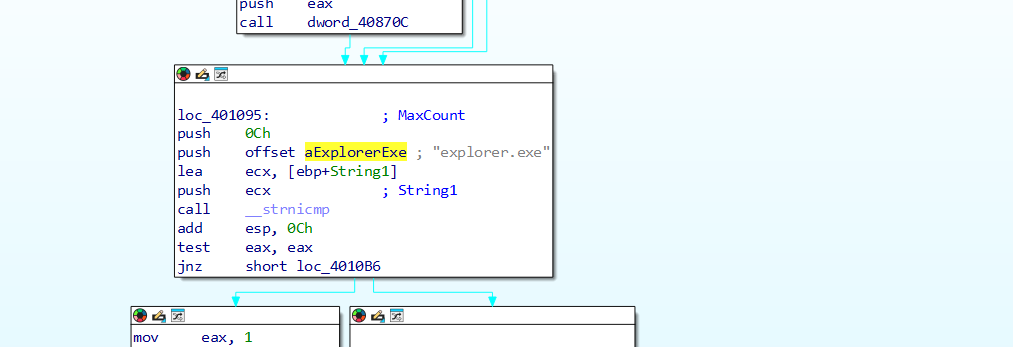 push    eax
call    dword_40870C
loc_401095:             ; MaxCount
push    0Ch
push    offset aExplorerExe ; "explorer.exe"
lea     ecx, [ebp+String1]
push    ecx             ; String1
call    __strnicmp
add     esp, 0Ch
test    eax, eax
jnz     short loc_4010B6
mov     eax, 1